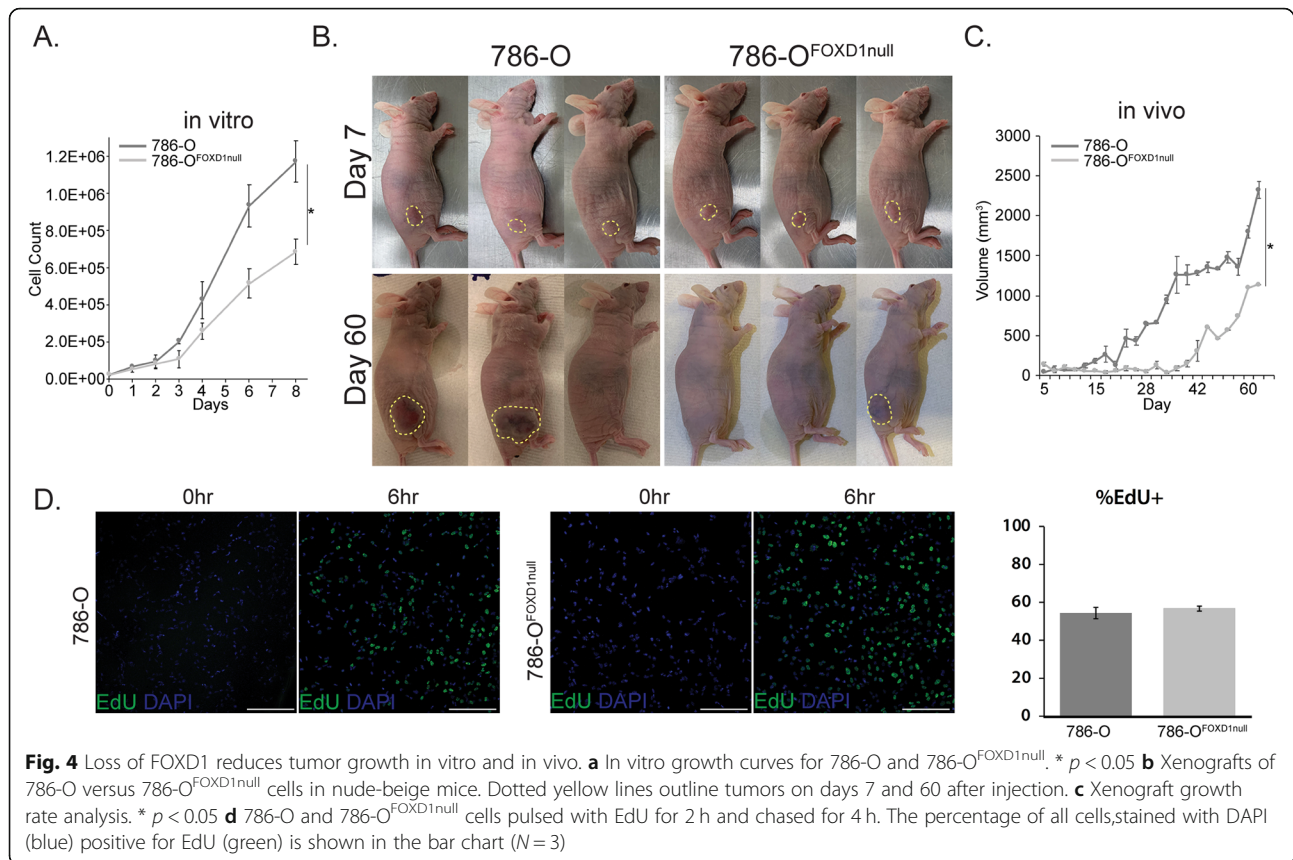 A.
in vitro
786-O
786-O^FOXD1null
1.2E+06
1.0E+06
8.0E+05
6.0E+05
4.0E+05
2.0E+05
0.0E+00
Cell Count
0 1 2 3 4 6 8
Days
*
B.
786-O 786-O^FOXD1null
Day 7
Day 60
C.
in vivo
786-O
786-O^FOXD1null
3000
2500
2000
1500
1000
500
0
Volume (mm³)
5 15 28 42 60
Day
*
D.
0hr 6hr
786-O
EdU DAPI EdU DAPI
0hr 6hr
786-O^FOXD1null
EdU DAPI EdU DAPI
%EdU+
100
80
60
40
20
0
786-O 786-O^FOXD1null
Fig. 4 Loss of FOXD1 reduces tumor growth in vitro and in vivo. a In vitro growth curves for 786-O and 786-O^FOXD1null. * p < 0.05 b Xenografts of
786-O versus 786-O^FOXD1null cells in nude-beige mice. Dotted yellow lines outline tumors on days 7 and 60 after injection. c Xenograft growth
rate analysis. * p < 0.05 d 786-O and 786-O^FOXD1null cells pulsed with EdU for 2 h and chased for 4 h. The percentage of all cells,stained with DAPI
(blue) positive for EdU (green) is shown in the bar chart (N = 3)